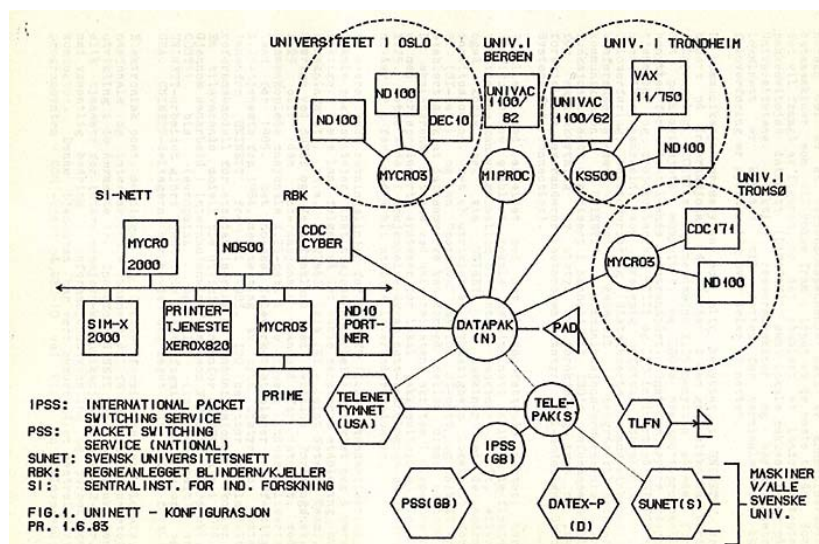 UNIVERSITETET I OSLO
UNIV. I
BERGEN
UNIV. I TRONDHEIM
ND100
ND100
DEC10
MYCRO3
UNIVAC
1100/
82
MIPROC
UNIVAC
1100/62
VAX
11/750
KS500
ND100
UNIV. I
TROMSØ
CDC171
MYCRO3
ND100
SI-NETT
RBK
MYCRO
2000
ND500
CDC
CYBER
SIM-X
2000
PRINTER-
TJENESTE
XEROX820
MYCRO3
ND10
PORT-
NER
DATAPAK
(N)
PAD
PRIME
TELENET
TYMNET
(USA)
TELE-
PAK(S)
TLFN
IPSS
(GB)
PSS(GB)
DATEX-P
(D)
SUNET(S)
MASKINER
V/ALLE
SVENSKE
UNIV.
IPSS: INTERNATIONAL PACKET
SWITCHING SERVICE
PSS: PACKET SWITCHING
SERVICE (NATIONAL)
SUNET: SVENSK UNIVERSITETSNETT
RBK: REGNEANLEGGET BLINDERN/KJELLER
SI: SENTRALINST. FOR IND. FORSKNING
FIG.1. UNINETT - KONFIGURASJON
PR. 1.6.83